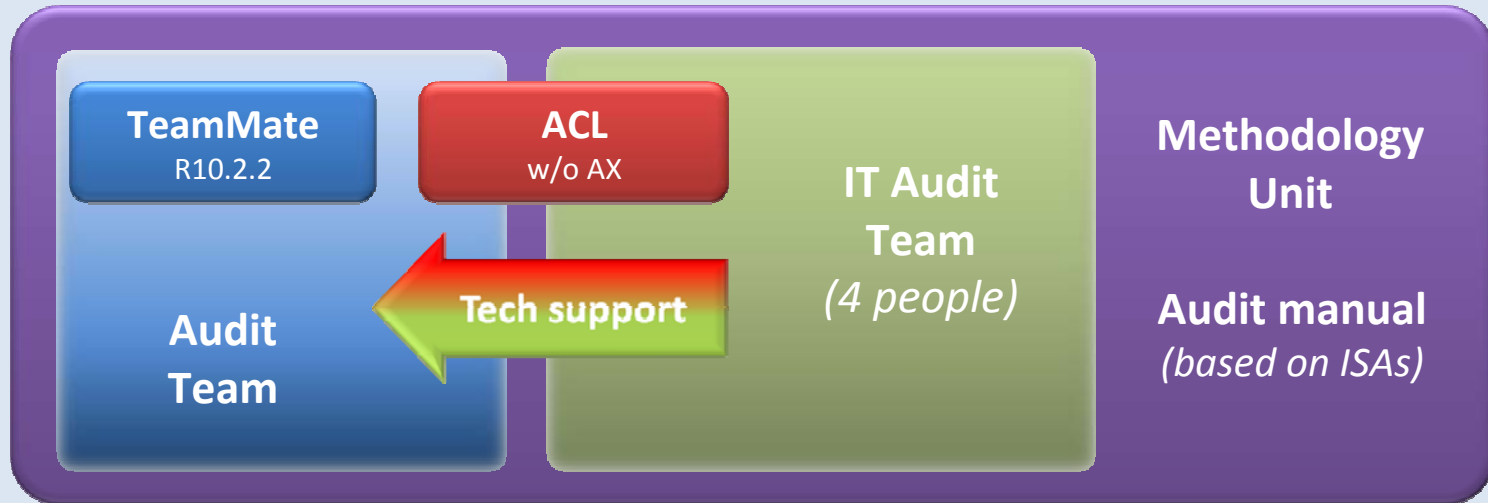 TeamMate
R10.2.2
ACL
w/o AX
Tech support
Audit
Team
IT Audit
Team
(4 people)
Methodology
Unit
Audit manual
(based on ISAs)